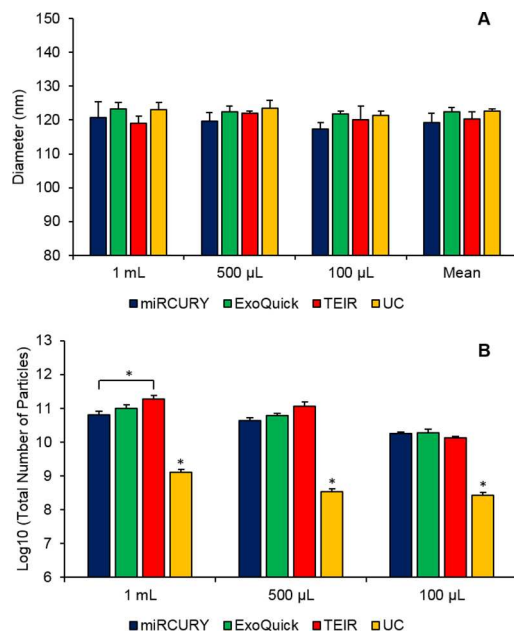 A
150
140
130
120
110
100
90
80
Diameter (nm)
1 mL 500 µL 100 µL Mean
miRCURY ExoQuick TEIR UC
B
13
12
11
10
9
8
7
6
Log10 (Total Number of Particles)
*
* * *
1 mL 500 µL 100 µL
miRCURY ExoQuick TEIR UC